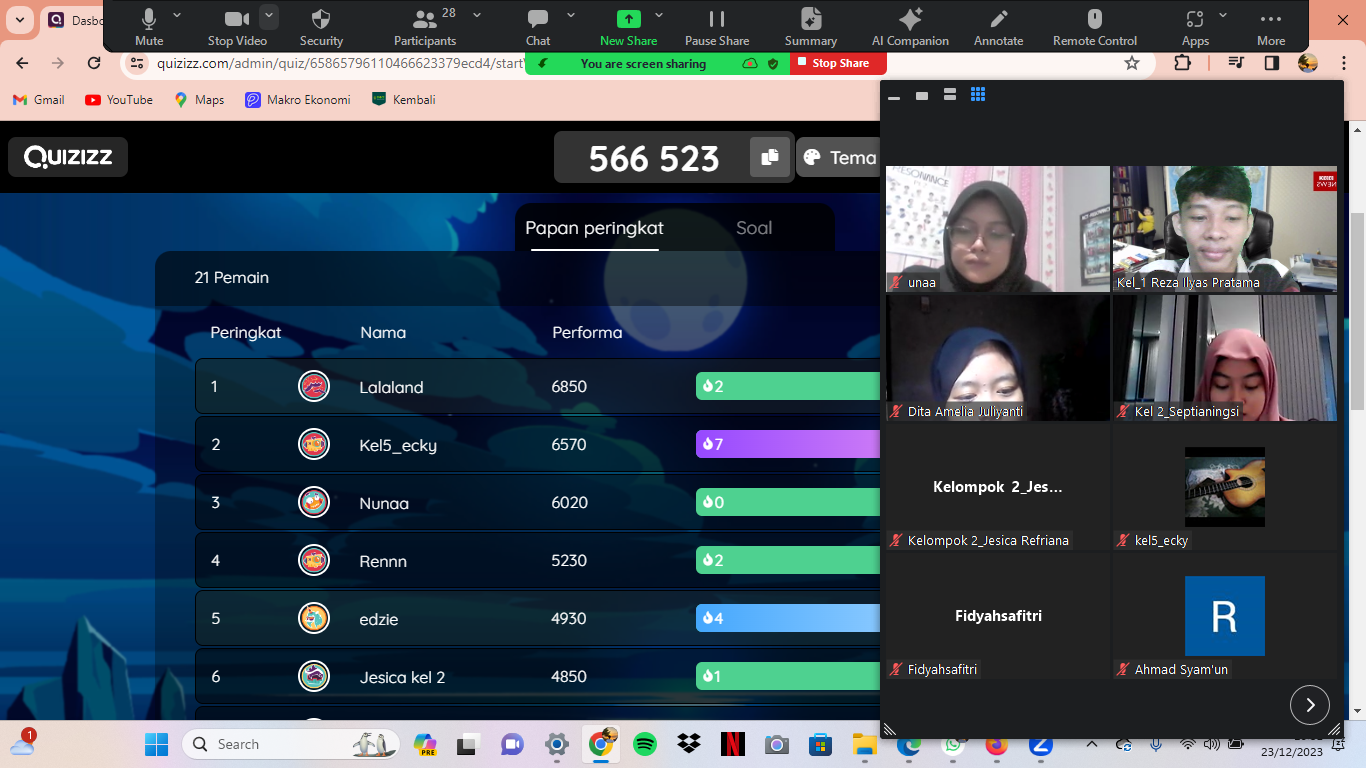 Dasbo
Mute
Stop Video
Security
Participants
28
Chat
New Share
Pause Share
Summary
AI Companion
Annotate
Remote Control
Apps
More
You are screen sharing
Stop Share
quizizz.com/admin/quiz/65865796110466623379ecd4/start
Gmail
YouTube
Maps
Makro Ekonomi
Kembali
QUIZIZZ
566 523
Tema
Papan peringkat
Soal
21 Pemain
Peringkat
Nama
Performa
1
Lalaland
6850
2
2
Kel5_ecky
6570
7
3
Nunaa
6020
0
4
Rennn
5230
2
5
edzie
4930
4
6
Jesica kel 2
4850
1
RESONANCE
unaa
NEWS
Kel_1 Reza Ilyas Pratama
Dita Amelia Juliyanti
Kel 2_Septianingsi
Kelompok 2_Jes...
Kelompok 2_Jesica Refriana
kel5_ecky
Fidyahsafitri
Fidyahsafitri
R
Ahmad Syam'un
1
Search
PRE
N
Z
23/12/2023